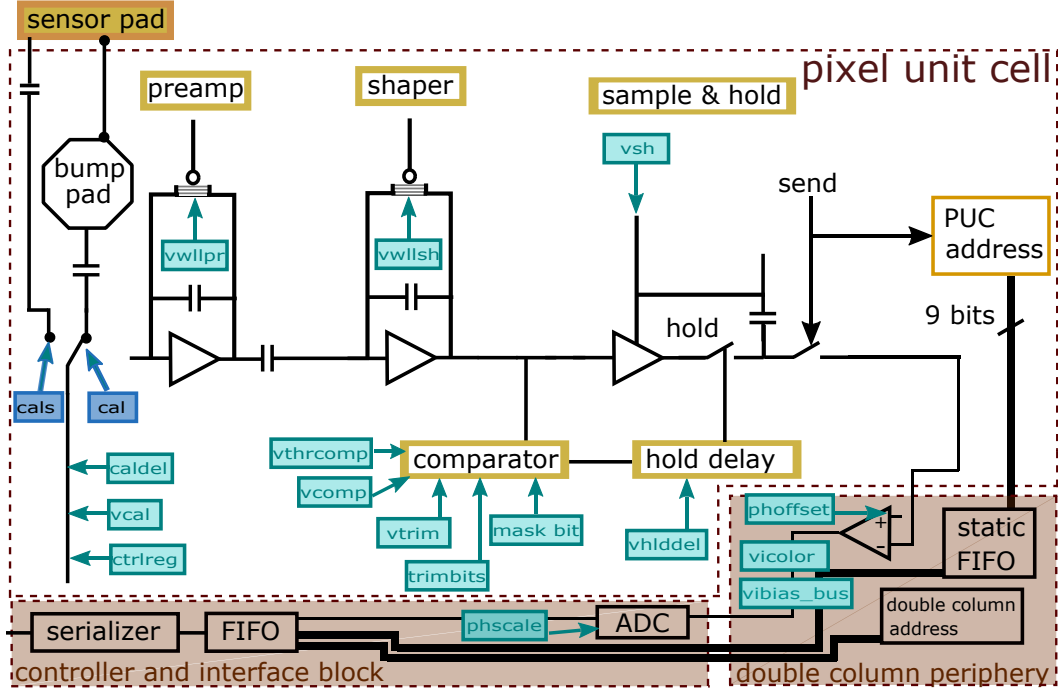 sensor pad
pixel unit cell
preamp
shaper
sample & hold
vsh
bump
pad
send
PUC
address
vwllpr
vwllsh
9 bits
hold
cals
cal
vthrcomp
comparator
hold delay
caldel
vcomp
vcal
vtrim
mask bit
vhlddel
phoffset
+
−
static
FIFO
ctrlreg
trimbits
vicolor
vibias_bus
double column
address
serializer
FIFO
phscale
ADC
controller and interface block
double column periphery